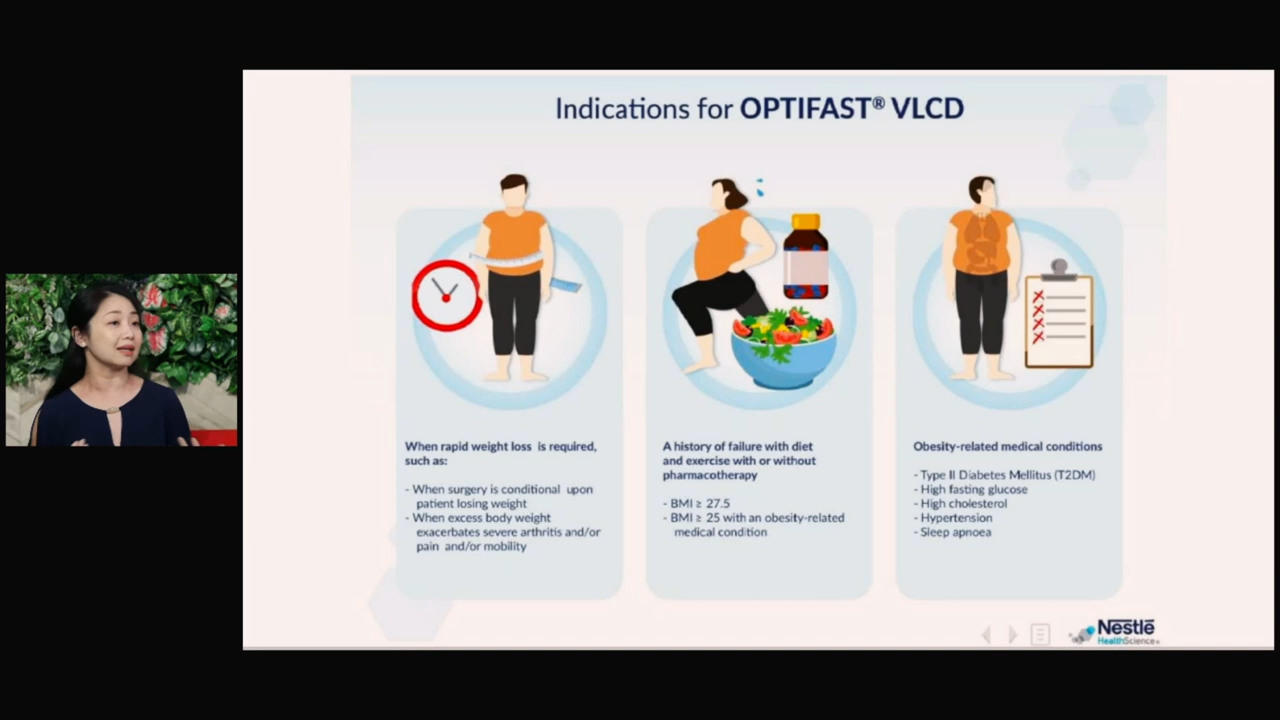 Indications for OPTIFAST® VLCD
When rapid weight loss is required,
such as:
- When surgery is conditional upon
patient losing weight
- When excess body weight
exacerbates severe arthritis and/or
pain and/or mobility
A history of failure with diet
and exercise with or without
pharmacotherapy
- BMI ≥ 27.5
- BMI ≥ 25 with an obesity-related
medical condition
Obesity-related medical conditions
- Type II Diabetes Mellitus (T2DM)
- High fasting glucose
- High cholesterol
- Hypertension
- Sleep apnoea
Nestlé
HealthScience